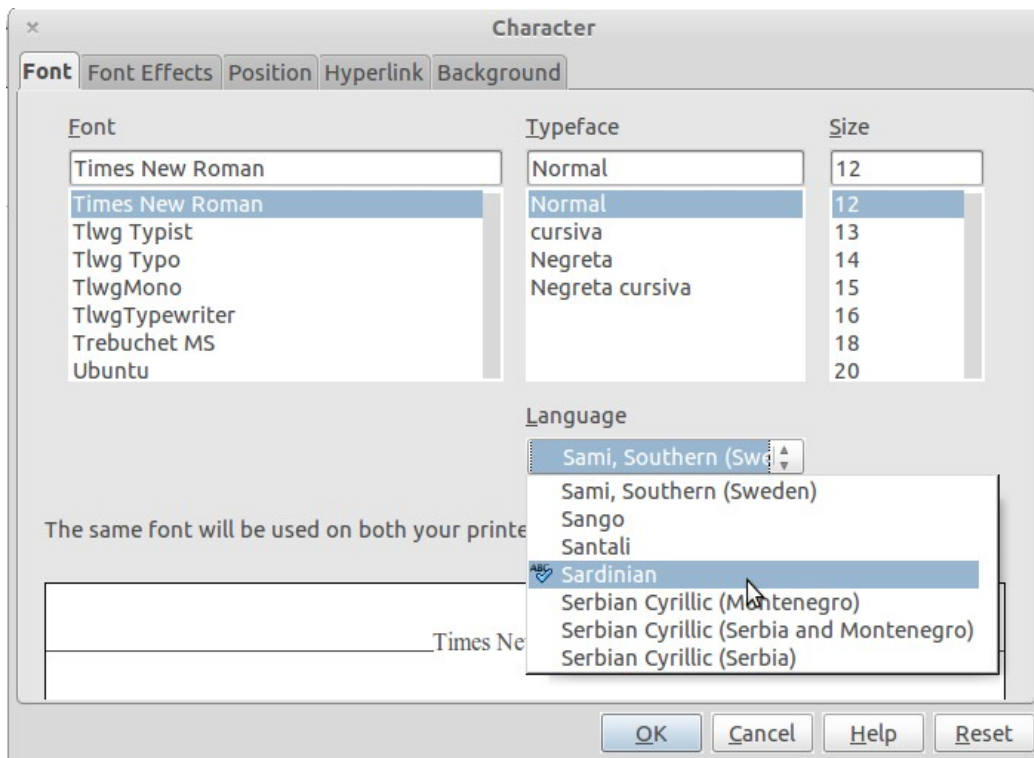 Character
Font Font Effects Position Hyperlink Background
Font Typeface Size
Times New Roman Normal 12
Times New Roman Normal 12
Tlwg Typist cursiva 13
Tlwg Typo Negreta 14
TlwgMono Negreta cursiva 15
TlwgTypewriter 16
Trebuchet MS 18
Ubuntu 20
Language
Sami, Southern (Swe
Sami, Southern (Sweden)
Sango
The same font will be used on both your printe
Santali
ABC Sardinian
Serbian Cyrillic (Montenegro)
Serbian Cyrillic (Serbia and Montenegro)
Times Ne
Serbian Cyrillic (Serbia)
OK Cancel Help Reset